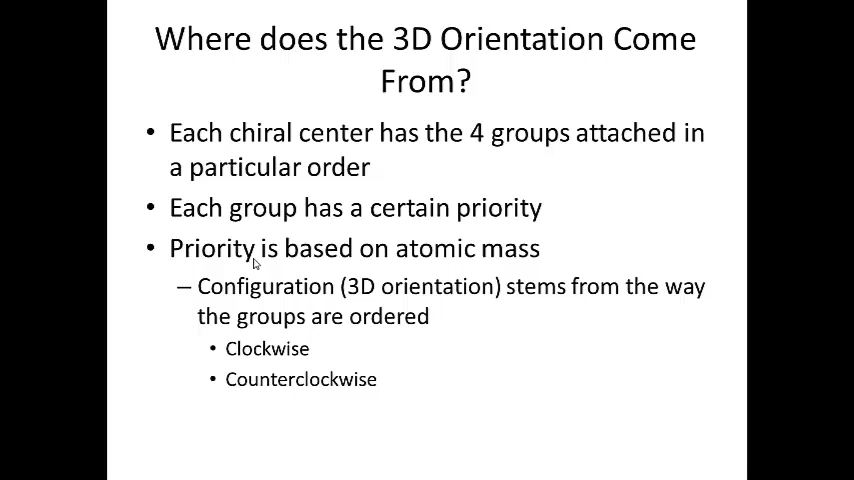 Where does the 3D Orientation Come
From?
• Each chiral center has the 4 groups attached in
a particular order
• Each group has a certain priority
• Priority is based on atomic mass
– Configuration (3D orientation) stems from the way
the groups are ordered
• Clockwise
• Counterclockwise